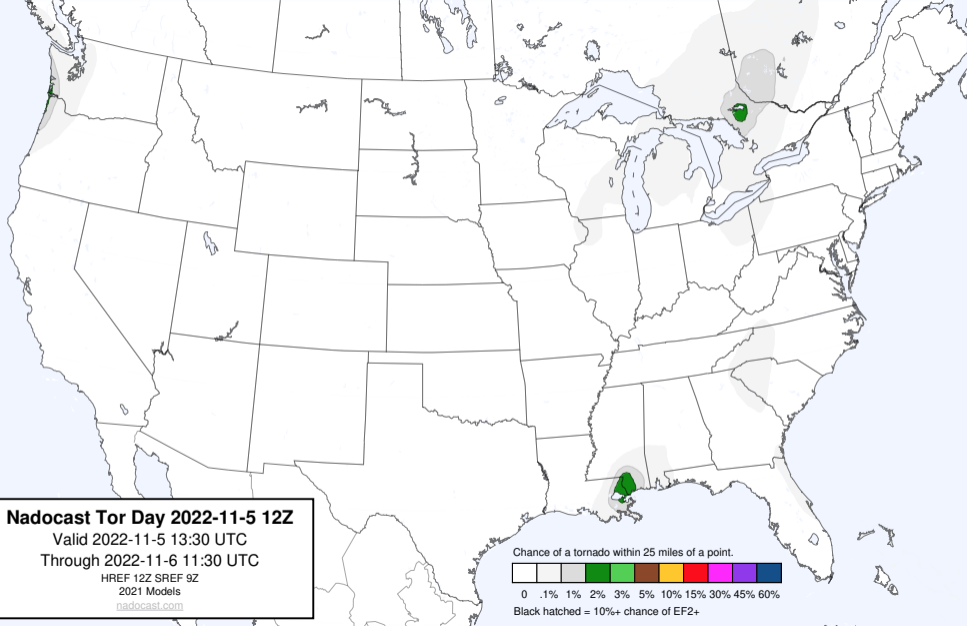 Nadocast Tor Day 2022-11-5 12Z
Valid 2022-11-5 13:30 UTC
Through 2022-11-6 11:30 UTC
HREF 12Z SREF 9Z
2021 Models
nadocast.com
Chance of a tornado within 25 miles of a point.
0 .1% 1% 2% 3% 5% 10% 15% 30% 45% 60%
Black hatched = 10%+ chance of EF2+